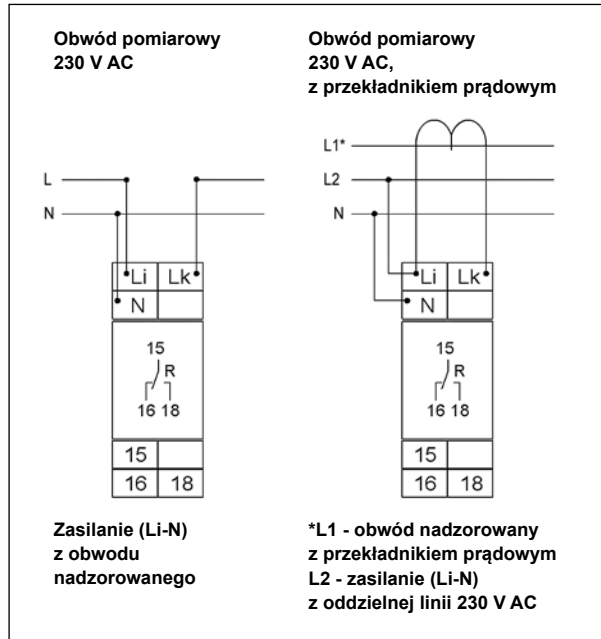 Obwód pomiarowy
230 V AC
L
N
Li Lk
N
15
R
16 18
15
16 18
Zasilanie (Li-N)
z obwodu
nadzorowanego
Obwód pomiarowy
230 V AC,
z przekładnikiem prądowym
L1*
L2
N
Li Lk
N
15
R
16 18
15
16 18
*L1 - obwód nadzorowany
z przekładnikiem prądowym
L2 - zasilanie (Li-N)
z oddzielnej linii 230 V AC